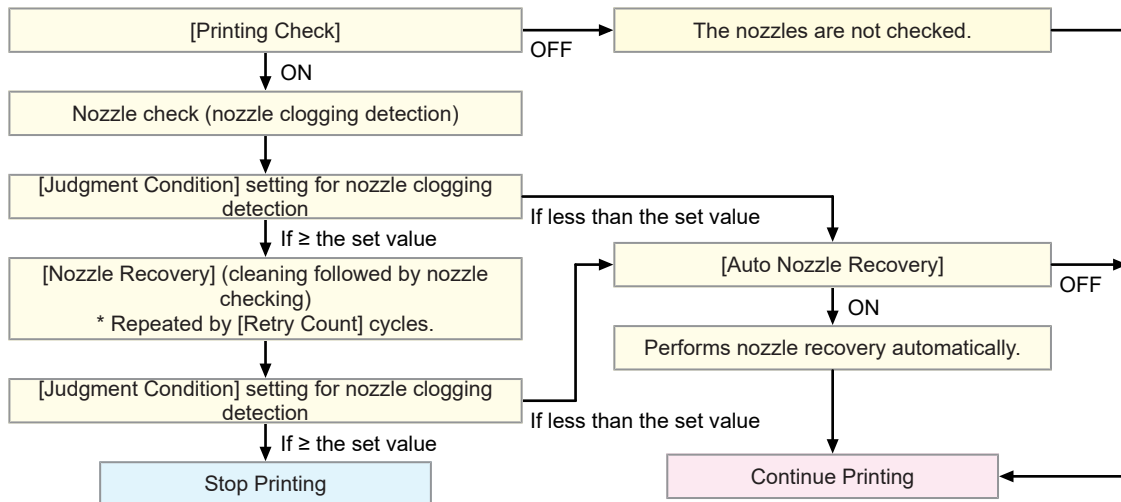 [Printing Check]
OFF
The nozzles are not checked.
ON
Nozzle check (nozzle clogging detection)
[Judgment Condition] setting for nozzle clogging
detection
If less than the set value
If ≥ the set value
[Nozzle Recovery] (cleaning followed by nozzle
checking)
* Repeated by [Retry Count] cycles.
[Auto Nozzle Recovery]
OFF
ON
Performs nozzle recovery automatically.
[Judgment Condition] setting for nozzle clogging
detection
If less than the set value
If ≥ the set value
Stop Printing
Continue Printing